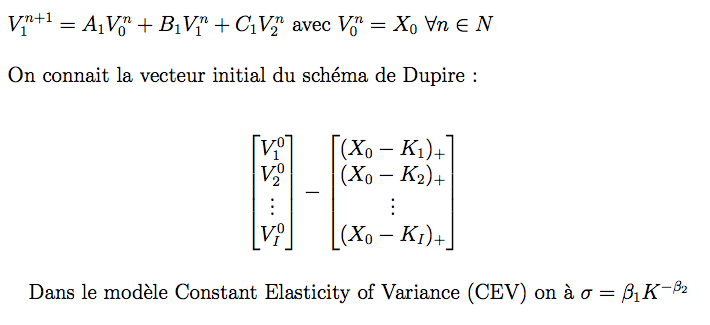 $V_1^{n+1} = A_1 V_0^n + B_1 V_1^n + C_1 V_2^n$ avec $V_0^n = X_0 \ \forall n \in N$
On connait la vecteur initial du schéma de Dupire :
$\begin{bmatrix} V_1^0 \\ V_2^0 \\ \vdots \\ V_I^0 \end{bmatrix} - \begin{bmatrix} (X_0 - K_1)_+ \\ (X_0 - K_2)_+ \\ \vdots \\ (X_0 - K_I)_+ \end{bmatrix}$
Dans le modèle Constant Elasticity of Variance (CEV) on à $\sigma = \beta_1 K^{-\beta_2}$